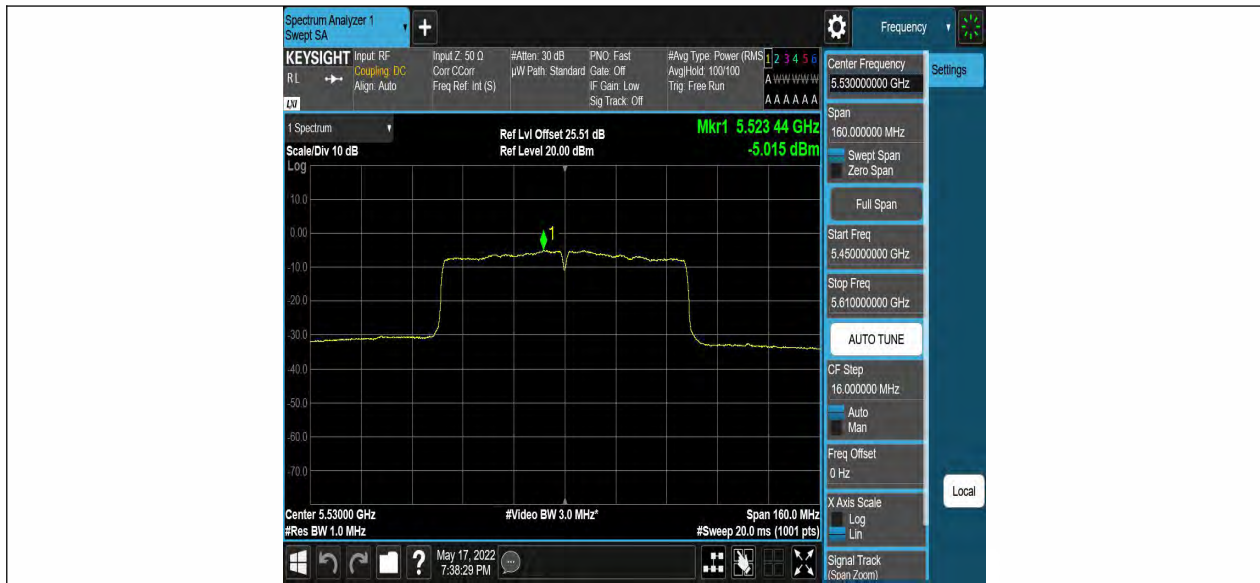 Spectrum Analyzer 1
Swept SA
+
Frequency
KEYSIGHT
RL
LXI
Input: RF
Coupling: DC
Align: Auto
Input Z: 50 Ω
Corr CCorr
Freq Ref: Int (S)
#Atten: 30 dB
µW Path: Standard
PNO: Fast
Gate: Off
IF Gain: Low
Sig Track: Off
#Avg Type: Power (RMS
Avg|Hold: 100/100
Trig: Free Run
1 2 3 4 5 6
A W W W W W
A A A A A A
1 Spectrum
Scale/Div 10 dB
Ref Lvl Offset 25.51 dB
Ref Level 20.00 dBm
Mkr1 5.523 44 GHz
-5.015 dBm
Log
10.0
0.00
-10.0
-20.0
-30.0
-40.0
-50.0
-60.0
-70.0
1
Center 5.53000 GHz
#Res BW 1.0 MHz
#Video BW 3.0 MHz*
Span 160.0 MHz
#Sweep 20.0 ms (1001 pts)
?
May 17, 2022
7:38:29 PM
Center Frequency
5.530000000 GHz
Settings
Span
160.000000 MHz
Swept Span
Zero Span
Full Span
Start Freq
5.450000000 GHz
Stop Freq
5.610000000 GHz
AUTO TUNE
CF Step
16.000000 MHz
Auto
Man
Freq Offset
0 Hz
X Axis Scale
Log
Lin
Local
Signal Track
(Span Zoom)